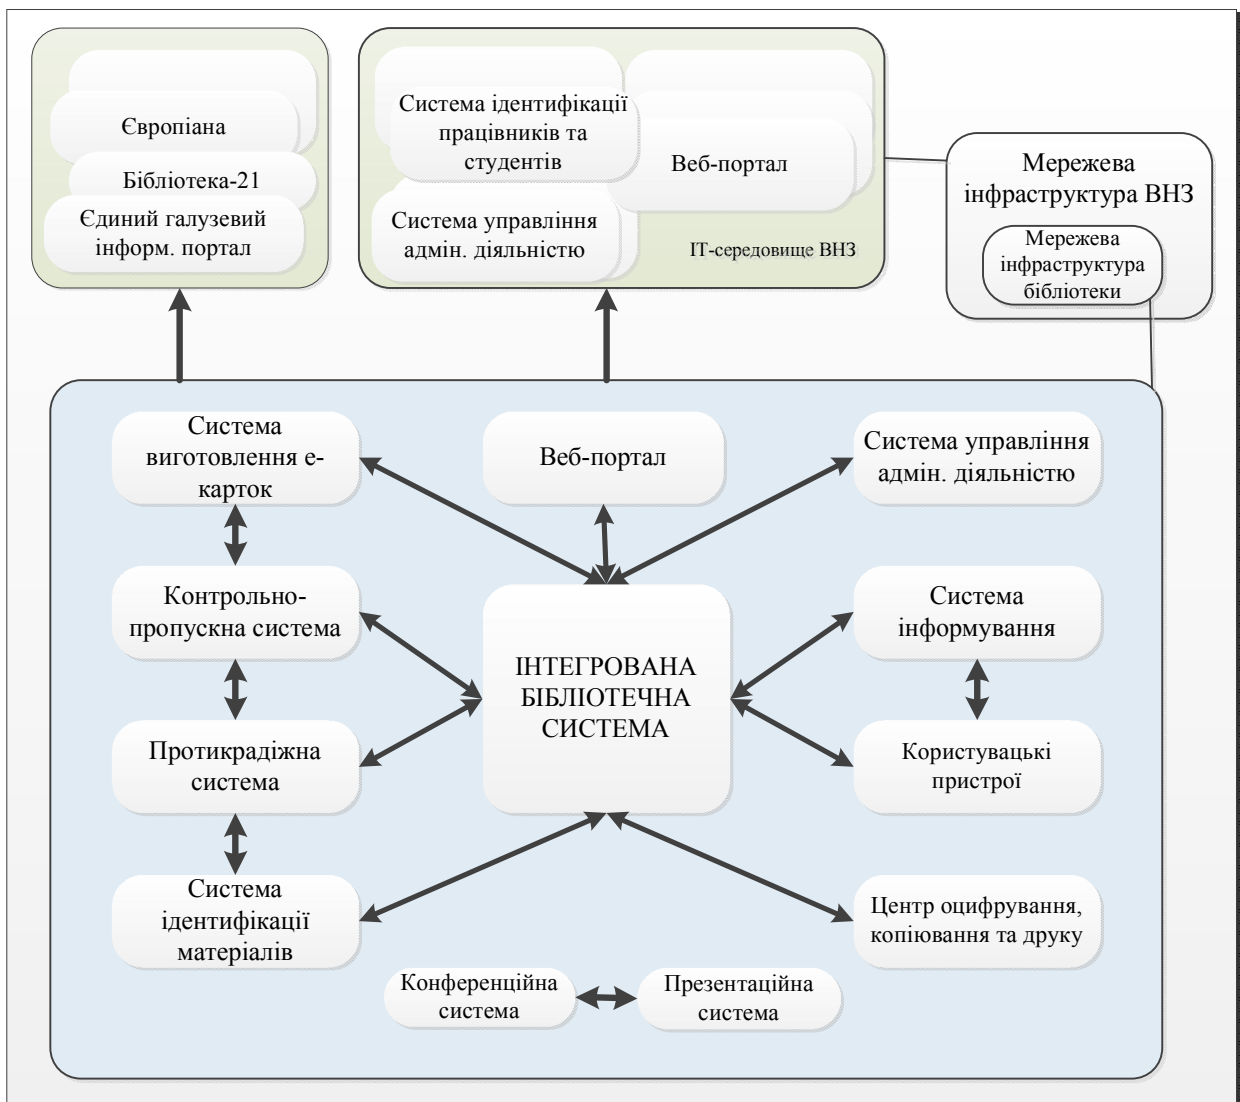 Європіана
Бібліотека-21
Єдиний галузевий
інформ. портал
Система ідентифікації
працівників та
студентів
Веб-портал
Система управління
адмін. діяльністю
ІТ-середовище ВНЗ
Мережева
інфраструктура ВНЗ
Мережева
інфраструктура
бібліотеки
Система
виготовлення е-
карток
Веб-портал
Система управління
адмін. діяльністю
Контрольно-
пропускна система
ІНТЕГРОВАНА
БІБЛІОТЕЧНА
СИСТЕМА
Система
інформування
Протикрадіжна
система
Користувацькі
пристрої
Система
ідентифікації
матеріалів
Центр оцифрування,
копіювання та друку
Конференційна
система
Презентаційна
система